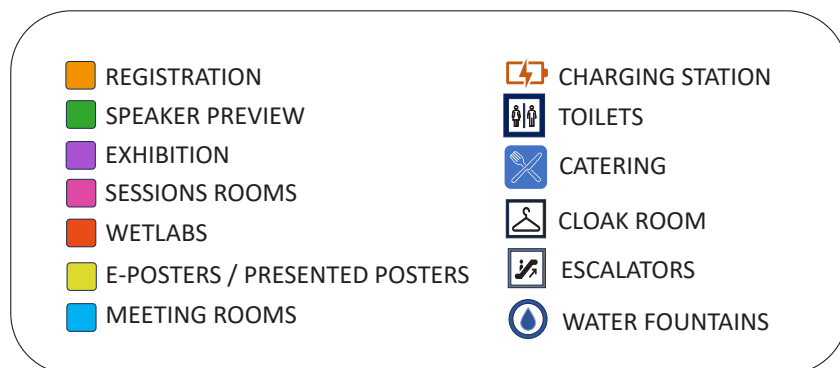 REGISTRATION
SPEAKER PREVIEW
EXHIBITION
SESSIONS ROOMS
WETLABS
E-POSTERS / PRESENTED POSTERS
MEETING ROOMS
CHARGING STATION
TOILETS
CATERING
CLOAK ROOM
ESCALATORS
WATER FOUNTAINS